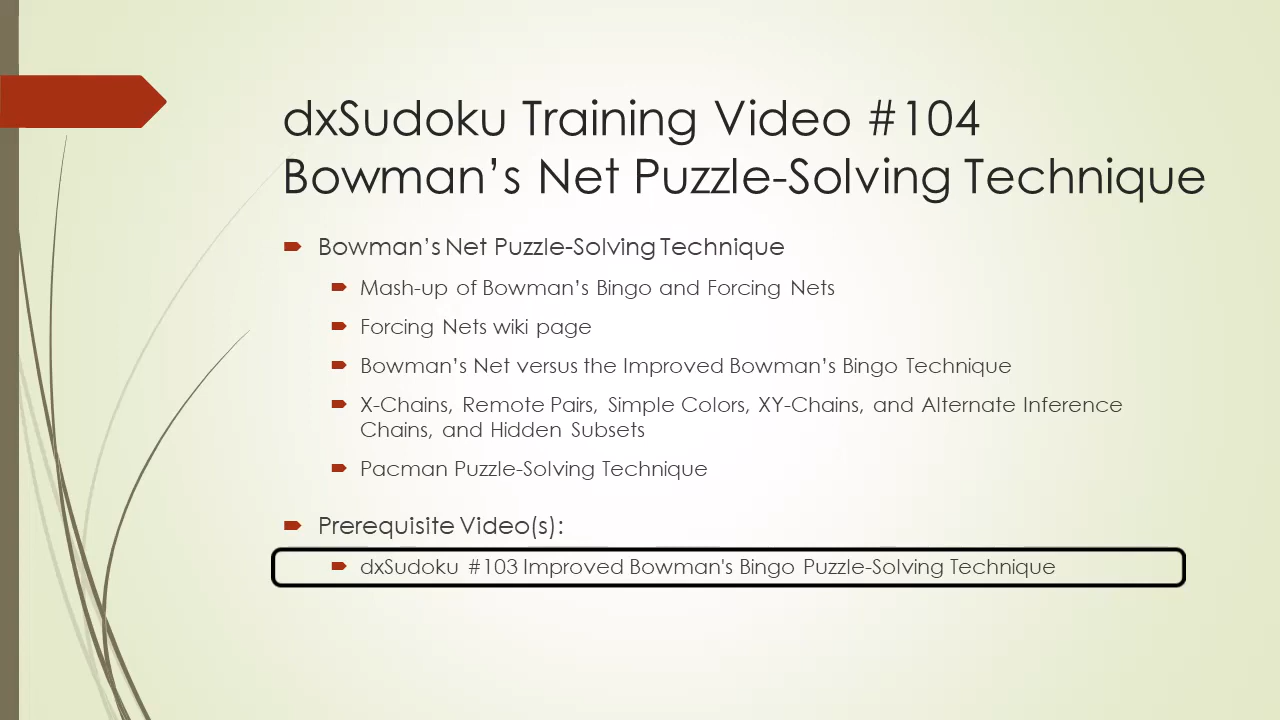 dxSudoku Training Video #104
Bowman’s Net Puzzle-Solving Technique
Bowman’s Net Puzzle-Solving Technique
Mash-up of Bowman’s Bingo and Forcing Nets
Forcing Nets wiki page
Bowman’s Net versus the Improved Bowman’s Bingo Technique
X-Chains, Remote Pairs, Simple Colors, XY-Chains, and Alternate Inference
Chains, and Hidden Subsets
Pacman Puzzle-Solving Technique
Prerequisite Video(s):
dxSudoku #103 Improved Bowman's Bingo Puzzle-Solving Technique